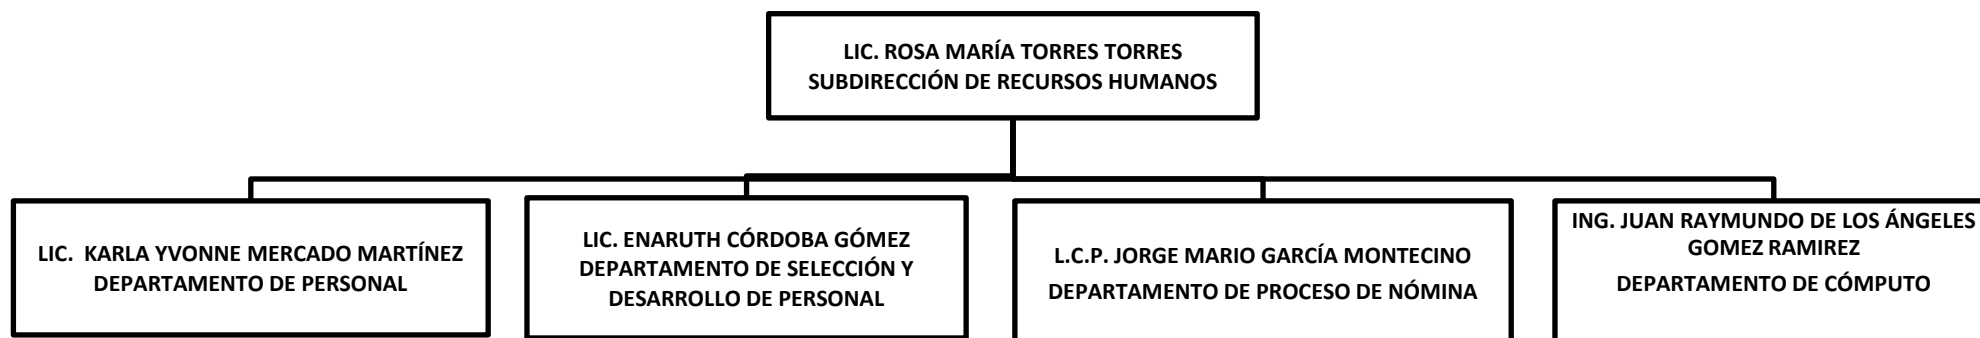 LIC. ROSA MARÍA TORRES TORRES
SUBDIRECCIÓN DE RECURSOS HUMANOS
LIC.  KARLA YVONNE MERCADO MARTÍNEZ
DEPARTAMENTO DE PERSONAL
LIC. ENARUTH CÓRDOBA GÓMEZ
DEPARTAMENTO DE SELECCIÓN Y
DESARROLLO DE PERSONAL
L.C.P. JORGE MARIO GARCÍA MONTECINO
DEPARTAMENTO DE PROCESO DE NÓMINA
ING. JUAN RAYMUNDO DE LOS ÁNGELES
GOMEZ RAMIREZ
DEPARTAMENTO DE CÓMPUTO